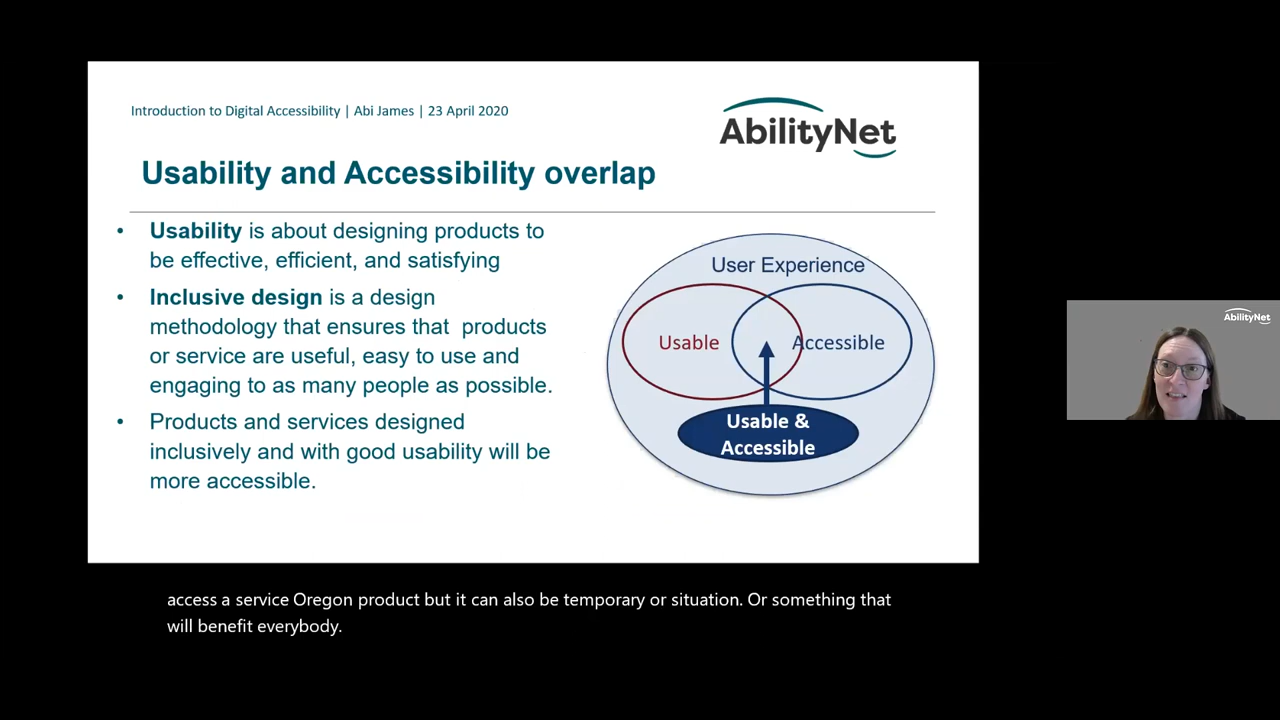 Introduction to Digital Accessibility | Abi James | 23 April 2020
AbilityNet
Usability and Accessibility overlap
• Usability is about designing products to
be effective, efficient, and satisfying
• Inclusive design is a design
methodology that ensures that  products
or service are useful, easy to use and
engaging to as many people as possible.
• Products and services designed
inclusively and with good usability will be
more accessible.
User Experience
Usable
Accessible
Usable &
Accessible
AbilityNet
access a service Oregon product but it can also be temporary or situation. Or something that
will benefit everybody.